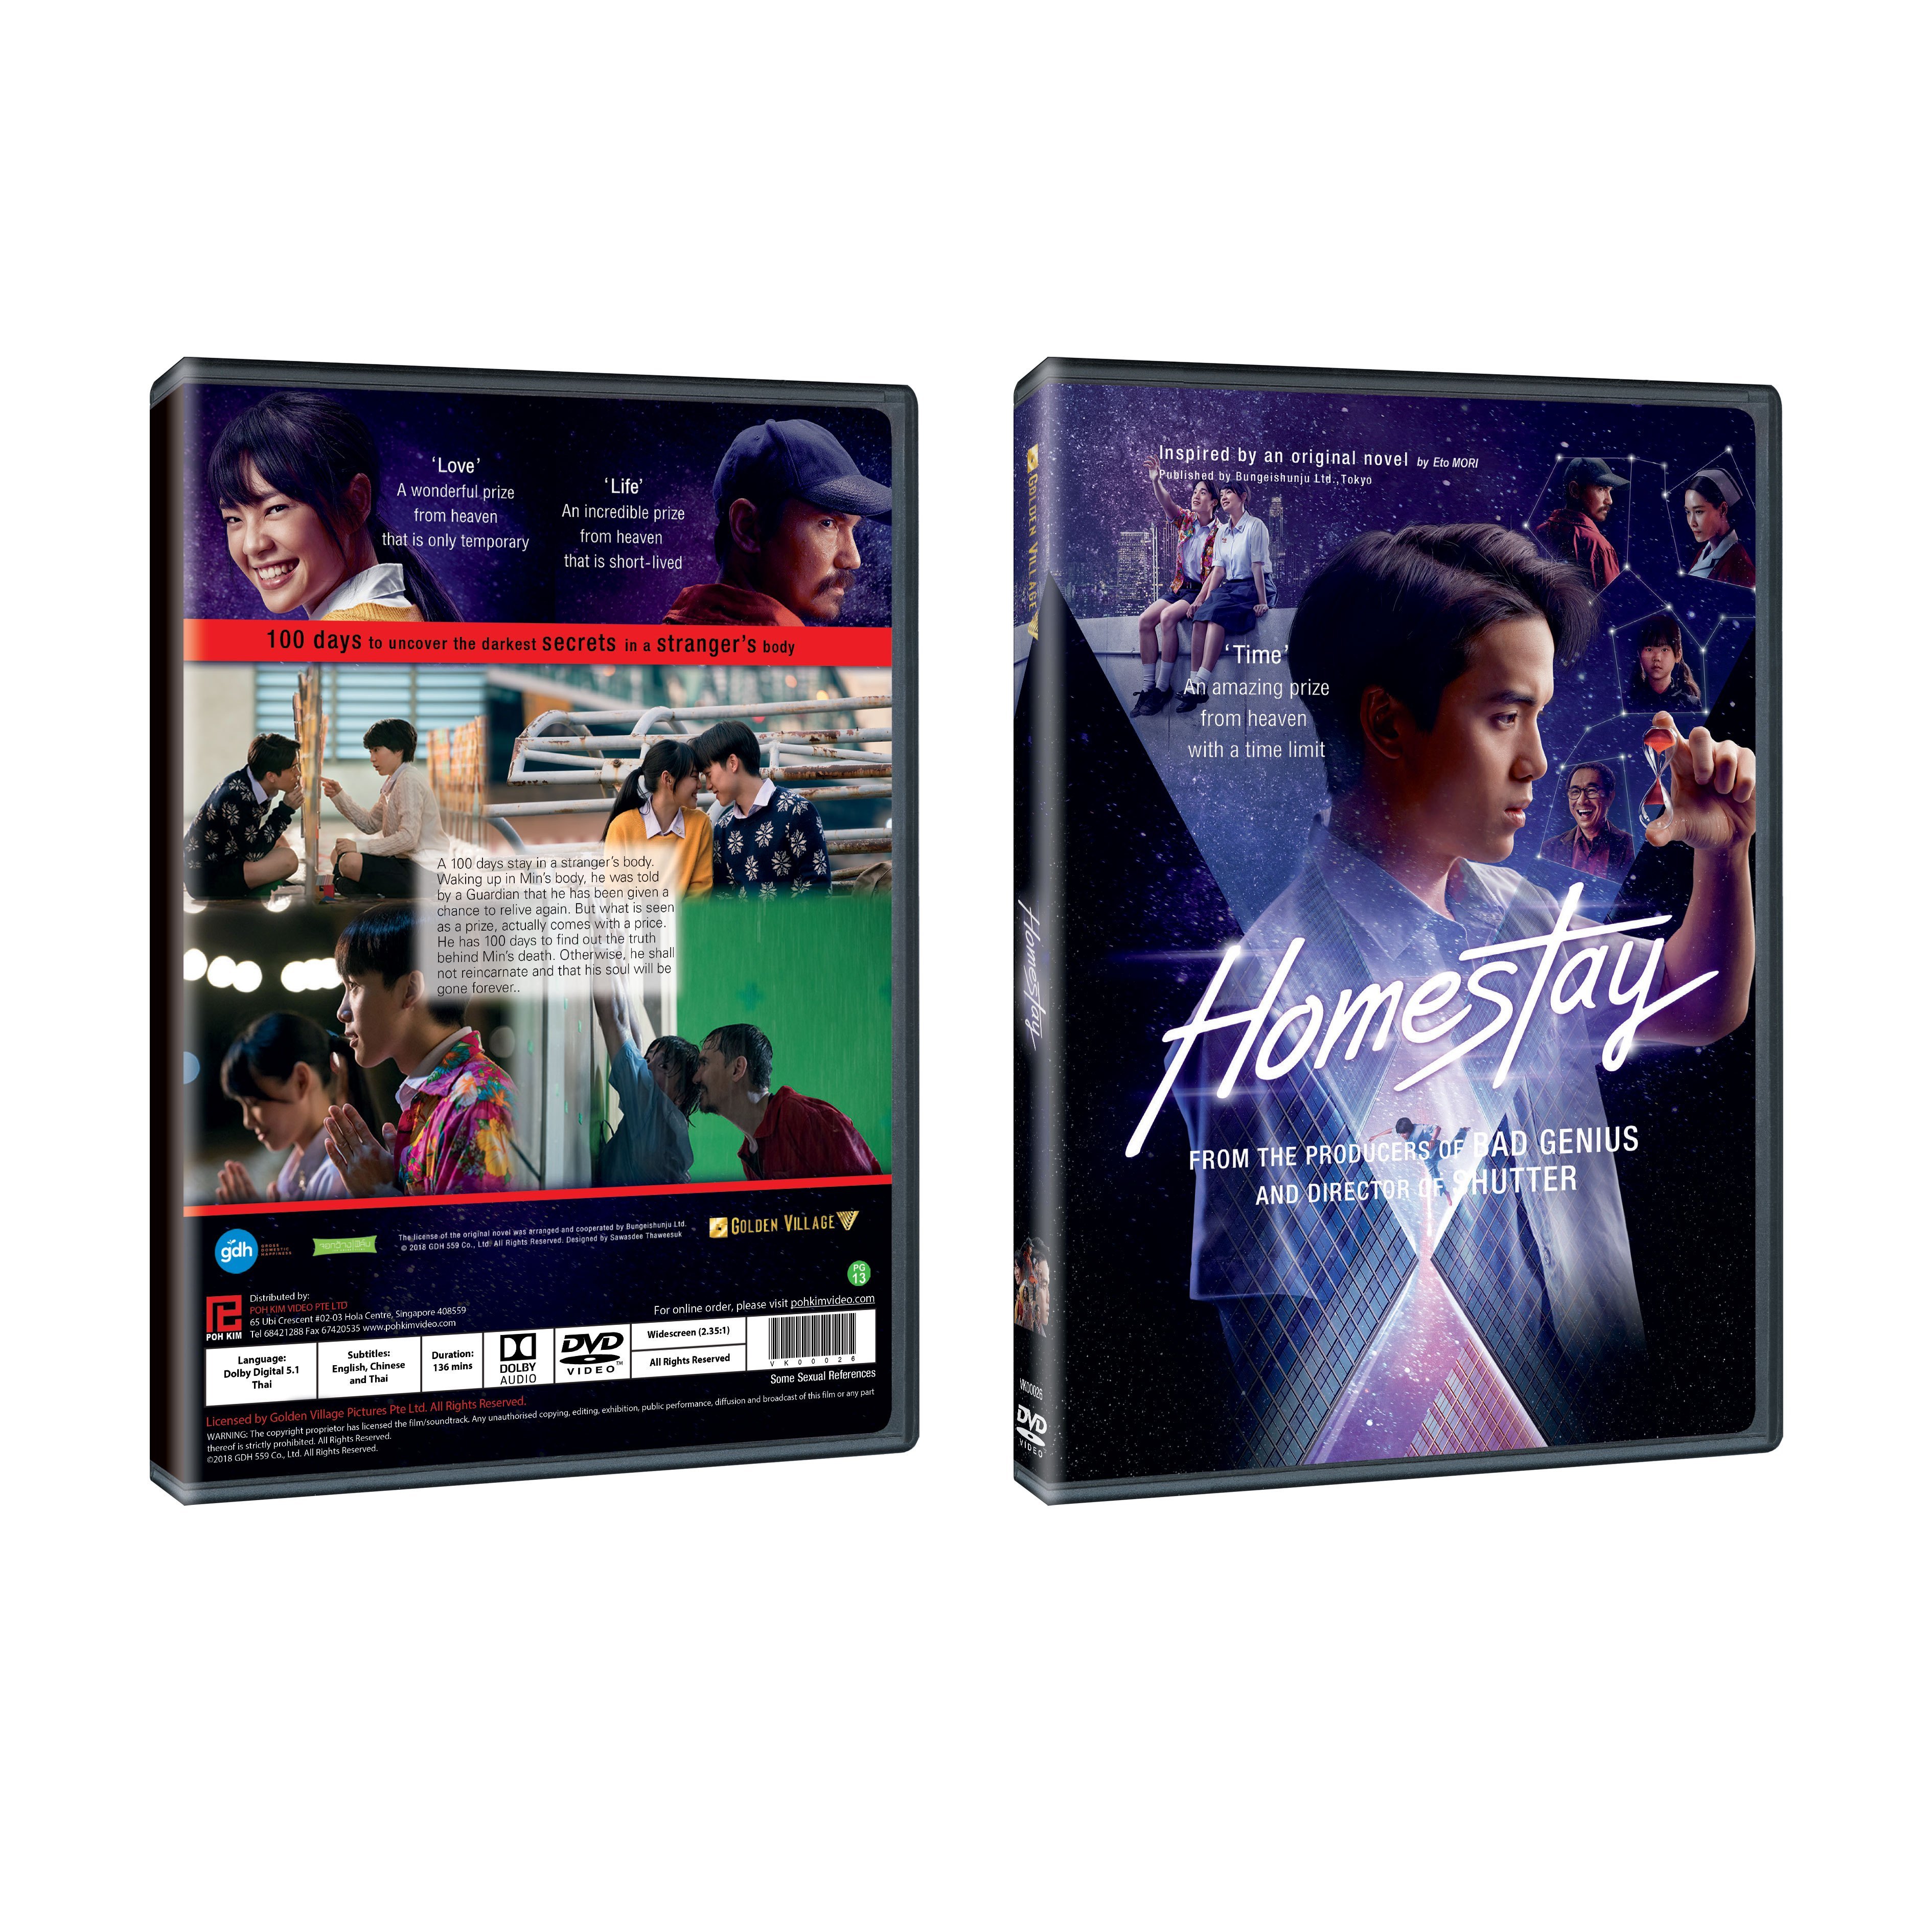 'Love'
A wonderful prize
from heaven
that is only temporary
'Life'
An incredible prize
from heaven
that is short-lived
100 days to uncover the darkest secrets in a stranger's body
A 100 days stay in a stranger's body.
Waking up in Min's body, he was told
by a Guardian that he has been given a
chance to relive again. But what is seen
as a prize, actually comes with a price.
He has 100 days to find out the truth
behind Min's death. Otherwise, he shall
not reincarnate and that his soul will be
gone forever..
gdh
GROSS
DOMESTIC
HAPPINESS
The license of the original novel was arranged and cooperated by Bungeishunju Ltd.
© 2018 GDH 559 Co., Ltd. All Rights Reserved. Designed by Sawasdee Thaweesuk
GOLDEN VILLAGE
PG
13
POH KIM
Distributed by:
POH KIM VIDEO PTE LTD
65 Ubi Crescent #02-03 Hola Centre, Singapore 408559
Tel 68421288 Fax 67420535 www.pohkimvideo.com
For online order, please visit pohkimvideo.com
Language:
Dolby Digital 5.1
Thai
Subtitles:
English, Chinese
and Thai
Duration:
136 mins
DOLBY
AUDIO
DVD
VIDEO™
Widescreen (2.35:1)
All Rights Reserved
VK00026
Some Sexual References
Licensed by Golden Village Pictures Pte Ltd. All Rights Reserved.
WARNING: The copyright proprietor has licensed the film/soundtrack. Any unauthorised copying, editing, exhibition, public performance, diffusion and broadcast of this film or any part
thereof is strictly prohibited. All Rights Reserved.
©2018 GDH 559 Co., Ltd. All Rights Reserved.
GOLDEN VILLAGE
Homestay
VK00026
DVD
VIDEO
Inspired by an original novel by Eto MORI
Published by Bungeishunju Ltd., Tokyo
'Time'
An amazing prize
from heaven
with a time limit
Homestay
FROM THE PRODUCERS OF BAD GENIUS
AND DIRECTOR OF SHUTTER